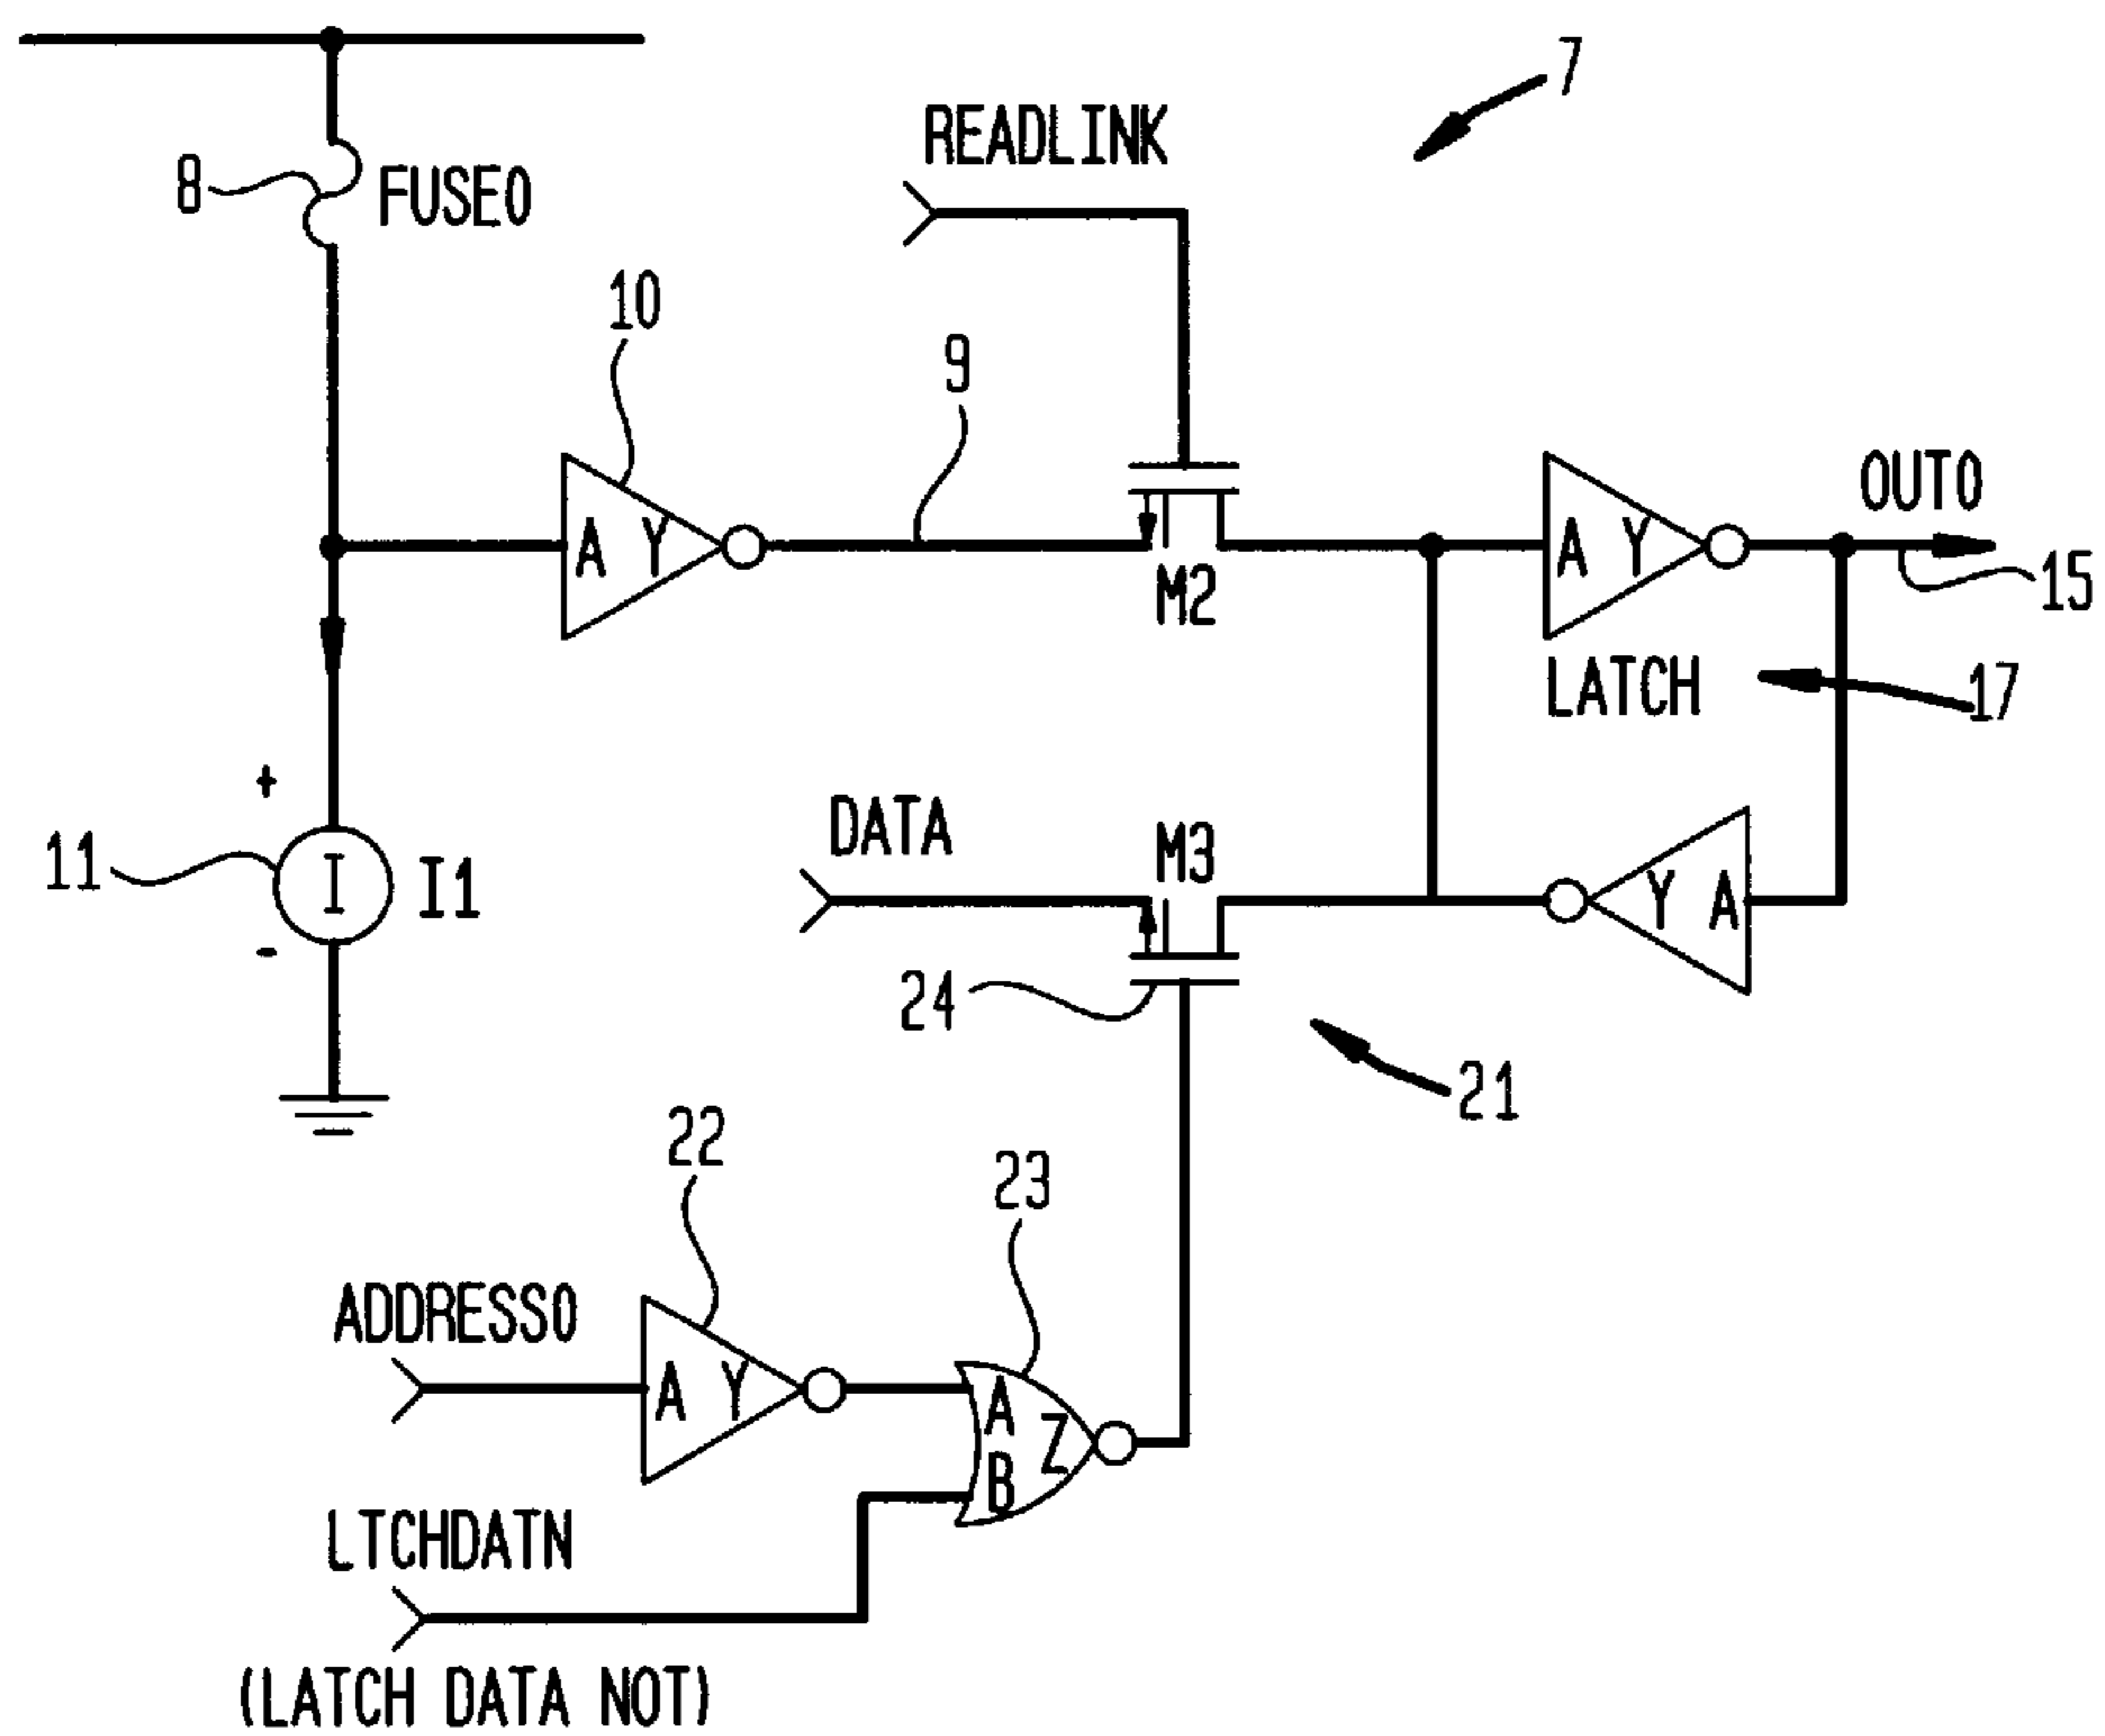 7
READLINK
8
FUSE0
10
9
A Y
M2
A Y
OUT0
15
LATCH
17
+
11
I
I1
-
DATA
M3
Y A
24
21
22
23
ADDRESS0
A Y
A
B
Z
LTCHDATN
(LATCH DATA NOT)